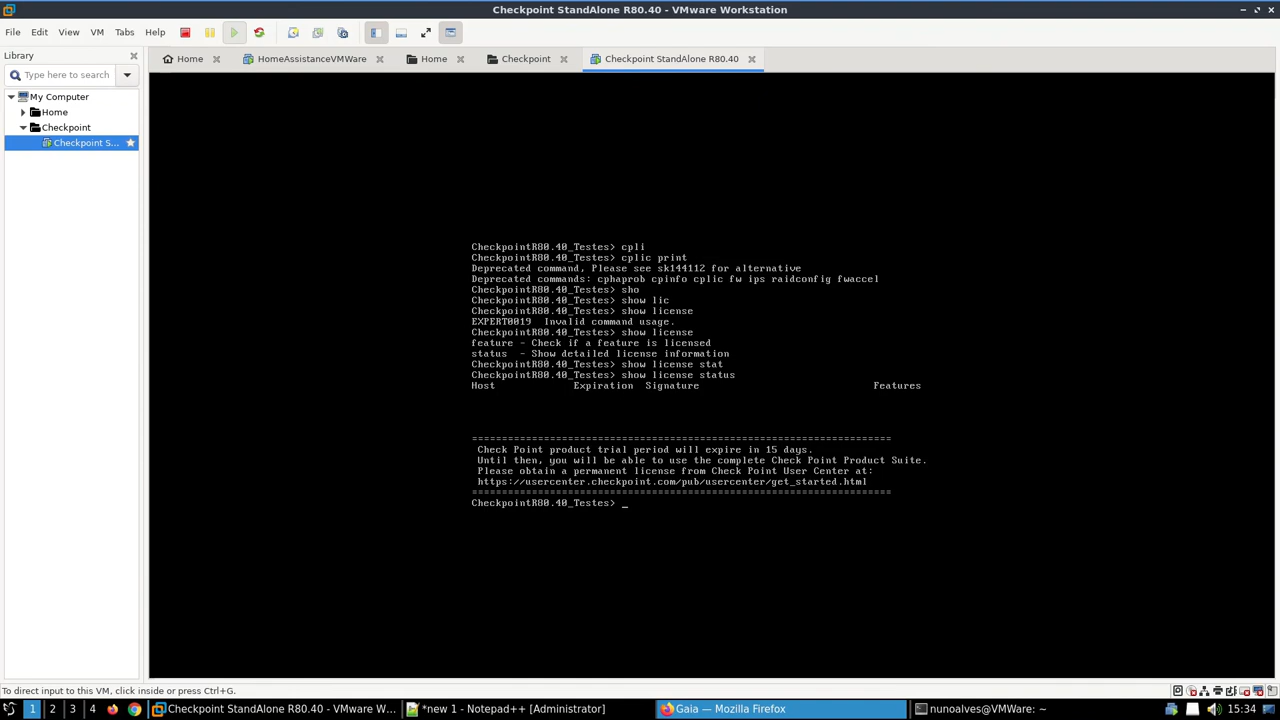 Checkpoint StandAlone R80.40 - VMware Workstation
File Edit View VM Tabs Help
Library
Type here to search
My Computer
Home
Checkpoint
Checkpoint S...
Home HomeAssistanceVMWare Home Checkpoint Checkpoint StandAlone R80.40
CheckpointR80.40_Testes> cpli
CheckpointR80.40_Testes> cplic print
Deprecated command, Please see sk144112 for alternative
Deprecated commands: cphaprob cpinfo cplic fw ips raidconfig fwaccel
CheckpointR80.40_Testes> sho
CheckpointR80.40_Testes> show lic
CheckpointR80.40_Testes> show license
EXPERT0019  Invalid command usage.
CheckpointR80.40_Testes> show license
feature - Check if a feature is licensed
status  - Show detailed license information
CheckpointR80.40_Testes> show license stat
CheckpointR80.40_Testes> show license status
Host Expiration Signature Features
======================================================================
Check Point product trial period will expire in 15 days.
Until then, you will be able to use the complete Check Point Product Suite.
Please obtain a permanent license from Check Point User Center at:
https://usercenter.checkpoint.com/pub/usercenter/get_started.html
======================================================================
CheckpointR80.40_Testes> _
To direct input to this VM, click inside or press Ctrl+G.
1 2 3 4 Checkpoint StandAlone R80.40 - VMware W... *new 1 - Notepad++ [Administrator] Gaia — Mozilla Firefox nunoalves@VMWare: ~ 15:34